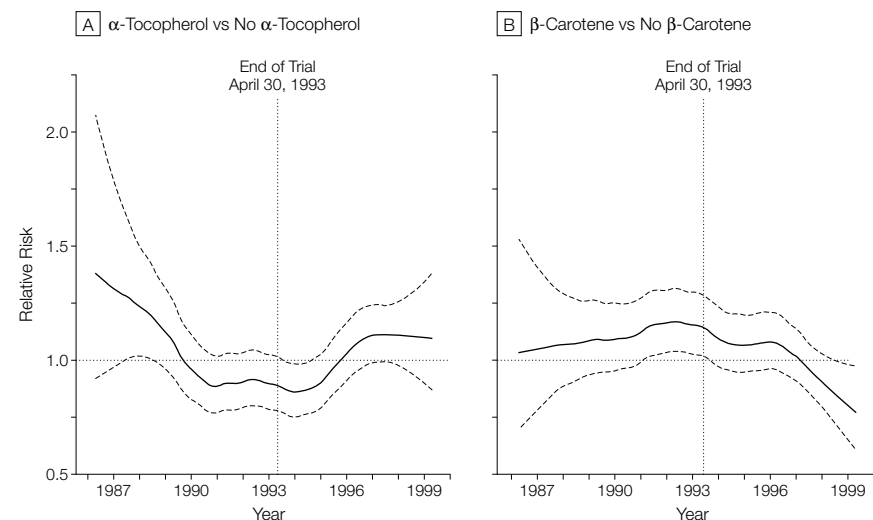 A α-Tocopherol vs No α-Tocopherol
End of Trial
April 30, 1993
2.0
1.5
1.0
0.5
Relative Risk
1987 1990 1993 1996 1999
Year
B β-Carotene vs No β-Carotene
End of Trial
April 30, 1993
1987 1990 1993 1996 1999
Year